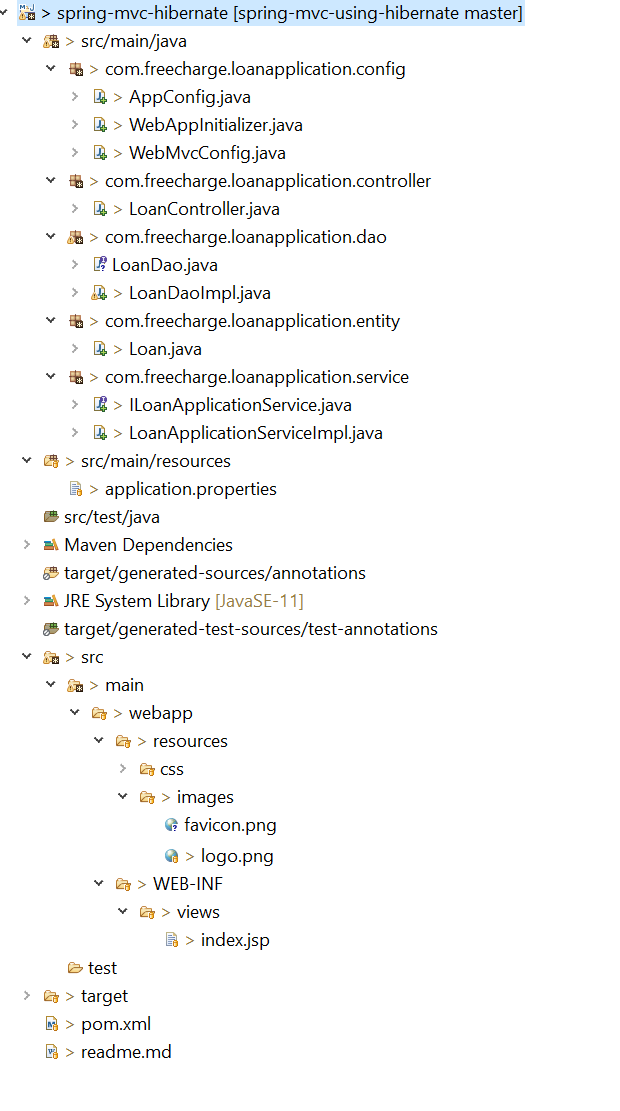 > spring-mvc-hibernate [spring-mvc-using-hibernate master]
> src/main/java
> com.freecharge.loanapplication.config
> AppConfig.java
> WebAppInitializer.java
> WebMvcConfig.java
> com.freecharge.loanapplication.controller
> LoanController.java
> com.freecharge.loanapplication.dao
LoanDao.java
> LoanDaoImpl.java
> com.freecharge.loanapplication.entity
> Loan.java
> com.freecharge.loanapplication.service
> ILoanApplicationService.java
> LoanApplicationServiceImpl.java
> src/main/resources
> application.properties
src/test/java
Maven Dependencies
target/generated-sources/annotations
JRE System Library [JavaSE-11]
target/generated-test-sources/test-annotations
> src
> main
> webapp
> resources
css
> images
favicon.png
> logo.png
> WEB-INF
> views
> index.jsp
test
> target
> pom.xml
> readme.md